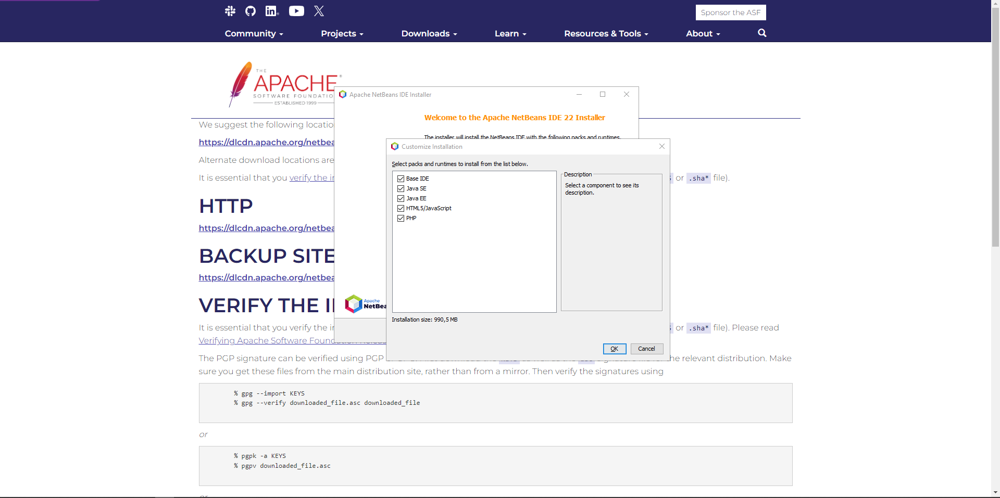 Sponsor the ASF
Community Projects Downloads Learn Resources & Tools About
THE
APACHE®
SOFTWARE FOUNDATIO
ESTABLISHED 1999
Apache NetBeans IDE Installer
Welcome to the Apache NetBeans IDE 22 Installer
The installer will install the NetBeans IDE with the following packs and runtimes.
We suggest the following locatio
https://dlcdn.apache.org/netbea
Alternate download locations are
It is essential that you verify the in
or .sha* file).
HTTP
https://dlcdn.apache.org/netbea
BACKUP SITE
https://dlcdn.apache.org/netbea
VERIFY THE I
Apache
NetBea
Customize Installation
Select packs and runtimes to install from the list below.
Base IDE
Java SE
Java EE
HTML5/JavaScript
PHP
Description
Select a component to see its
description.
Installation size: 990,5 MB
OK Cancel
It is essential that you verify the in
or .sha* file). Please read
Verifying Apache Software Foun
The PGP signature can be verified using PGP
the relevant distribution. Make
sure you get these files from the main distribution site, rather than from a mirror. Then verify the signatures using
% gpg --import KEYS
% gpg --verify downloaded_file.asc downloaded_file
or
% pgpk -a KEYS
% pgpv downloaded_file.asc